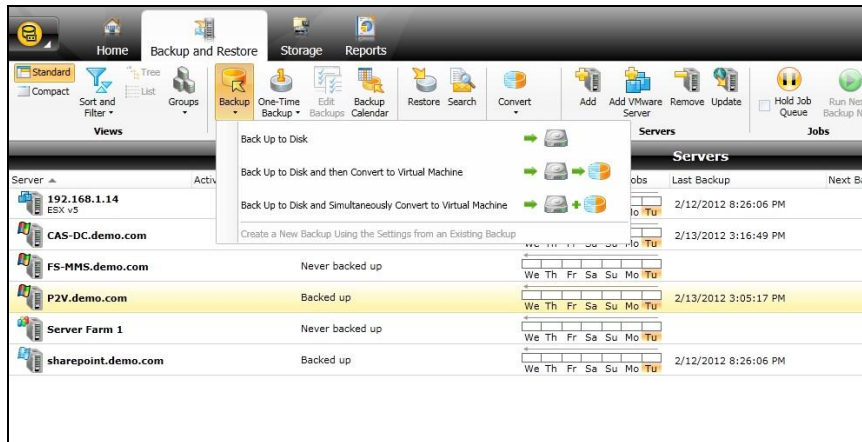 Home Backup and Restore Storage Reports
Standard
Compact
Sort and Filter
Tree
List
Groups
Views
Backup
One-Time Backup
Edit Backups
Backup Calendar
Restore
Search
Convert
Add
Add VMware Server
Remove
Update
Servers
Hold Job Queue
Jobs
Back Up to Disk
Back Up to Disk and then Convert to Virtual Machine
Back Up to Disk and Simultaneously Convert to Virtual Machine
Create a New Backup Using the Settings from an Existing Backup
Servers
Server Last Backup
192.168.1.14 2/12/2012 8:26:06 PM
ESX v5
CAS-DC.demo.com 2/13/2012 3:16:49 PM
FS-MMS.demo.com Never backed up We Th Fr Sa Su Mo Tu
P2V.demo.com Backed up We Th Fr Sa Su Mo Tu 2/13/2012 3:05:17 PM
Server Farm 1 Never backed up We Th Fr Sa Su Mo Tu
sharepoint.demo.com Backed up We Th Fr Sa Su Mo Tu 2/12/2012 8:26:06 PM